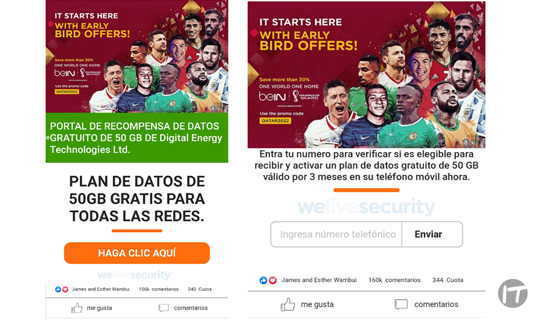 IT STARTS HERE
WITH EARLY
BIRD OFFERS!
Save more than 30%
ONE WORLD ONE HOME
beIN
Use the promo code
QATAR2022
PORTAL DE RECOMPENSA DE DATOS
GRATUITO DE 50 GB DE Digital Energy
Technologies Ltd.
PLAN DE DATOS DE
50GB GRATIS PARA
TODAS LAS REDES.
HAGA CLIC AQUÍ
welivesecurity
James and Esther Wambui
comentarios
Cuota
me gusta
comentarios
IT STARTS HERE
WITH EARLY
BIRD OFFERS!
Save more than 30%
ONE WORLD ONE HOME
beIN
Use the promo code
QATAR2022
Entra tu numero para verificar si es elegible para
recibir y activar un plan de datos gratuito de 50 GB
válido por 3 meses en su teléfono móvil ahora.
welivesecurity
Ingresa número telefónico
Enviar
James and Esther Wambui
160k comentarios
344 Cuota
me gusta
comentarios
IT